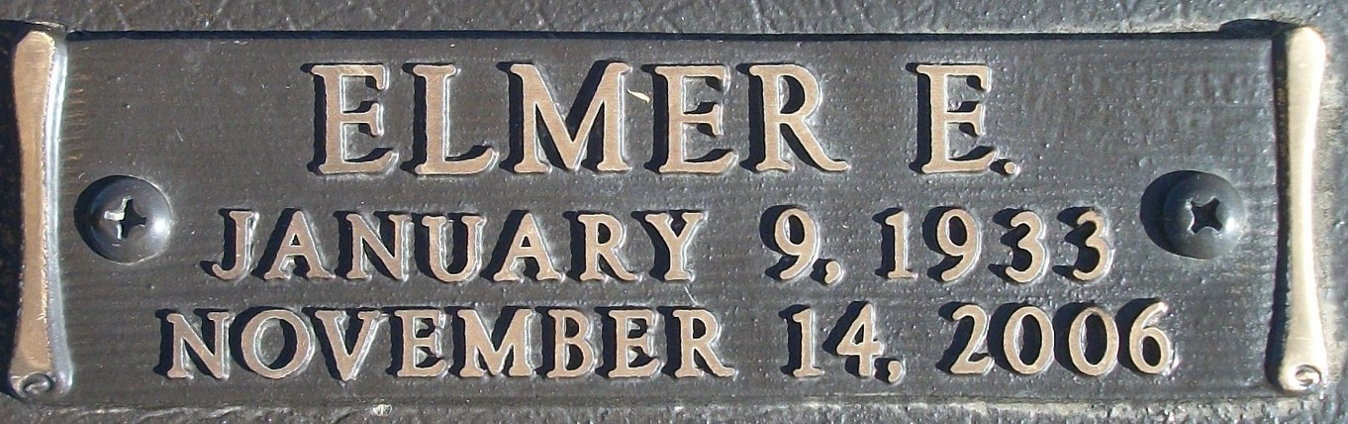 ELMER E.
JANUARY 9, 1933
NOVEMBER 14, 2006